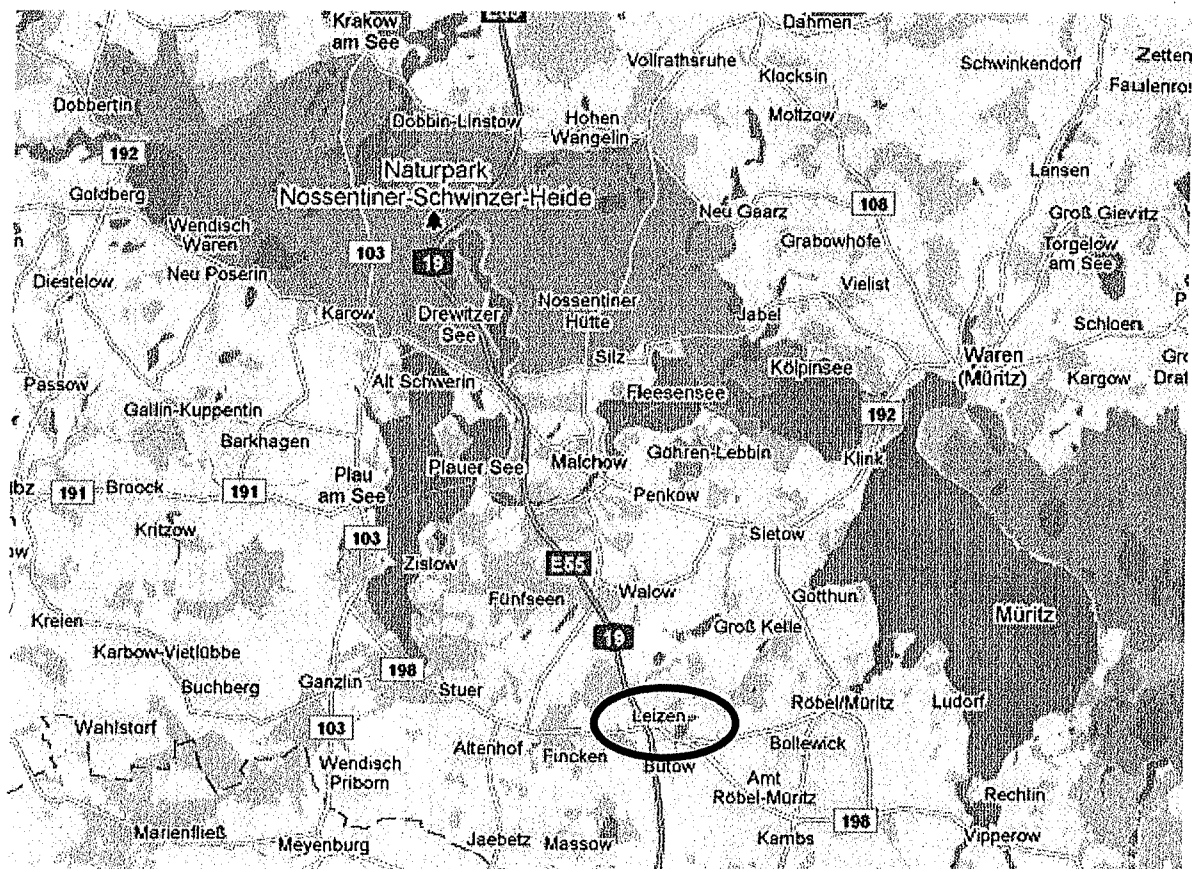 Krakow
am See
Dahmen
Vollrathsruhe
Klocksin
Schwinkendorf
Dobbertin
Dobbin-Linstow
Hohen
Wangelin
Moltzow
192
Naturpark
Nossentiner-Schwinzer-Heide
Goldberg
Lansen
Wendisch
Waren
103
19
Neu Gaarz
108
Groß Gievitz
Grabowhöfe
Torgelow
am See
Diestelow
Neu Poserin
Vielist
Karow
Drewitzer
See
Nossentiner
Hütte
Jabel
Schloen
Silz
Waren
(Müritz)
Passow
Alt Schwerin
Fleesensee
Kölpinsee
Kargow
Gallin-Kuppentin
192
Barkhagen
Plauer See
Malchow
Göhren-Lebbin
Klink
Plau
am See
191
Broock
191
Penkow
Kritzow
103
Sietow
Zislow
E55
Fünfseen
Walow
Gotthun
Kreien
19
Groß Kelle
Müritz
Karbow-Vietlübbe
Buchberg
Ganzlin
198
Stuer
Leizen
Röbel/Müritz
Ludorf
Wahlstorf
103
Altenhof
Fincken
Bollewick
Wendisch
Priborn
Bütow
Amt
Röbel-Müritz
Rechlin
Marienfließ
Meyenburg
Jaebetz
Massow
Kambs
198
Vipperow